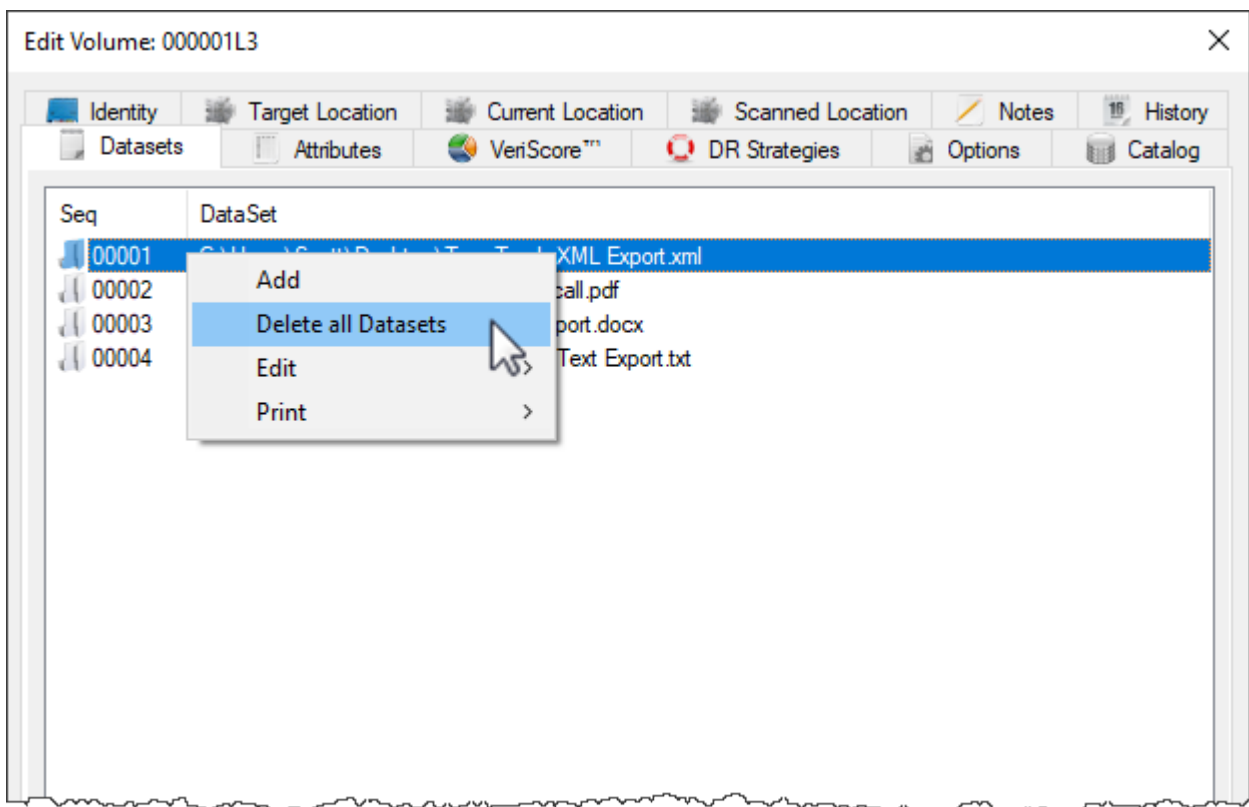 Edit Volume: 000001L3
Identity Target Location Current Location Scanned Location Notes 16 History
Datasets Attributes VeriScore™ DR Strategies Options Catalog
Seq DataSet
00001 XML Export.xml
Add
00002 call.pdf
Delete all Datasets
00003 port.docx
Edit
00004 Text Export.txt
Print